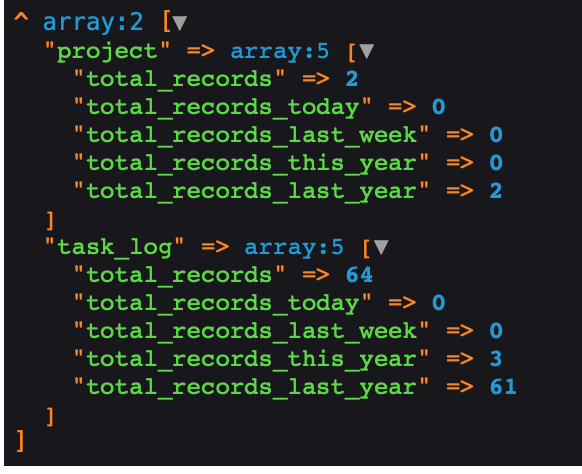 ^ array:2 [▼
  "project" => array:5 [▼
    "total_records" => 2
    "total_records_today" => 0
    "total_records_last_week" => 0
    "total_records_this_year" => 0
    "total_records_last_year" => 2
  ]
  "task_log" => array:5 [▼
    "total_records" => 64
    "total_records_today" => 0
    "total_records_last_week" => 0
    "total_records_this_year" => 3
    "total_records_last_year" => 61
  ]
]